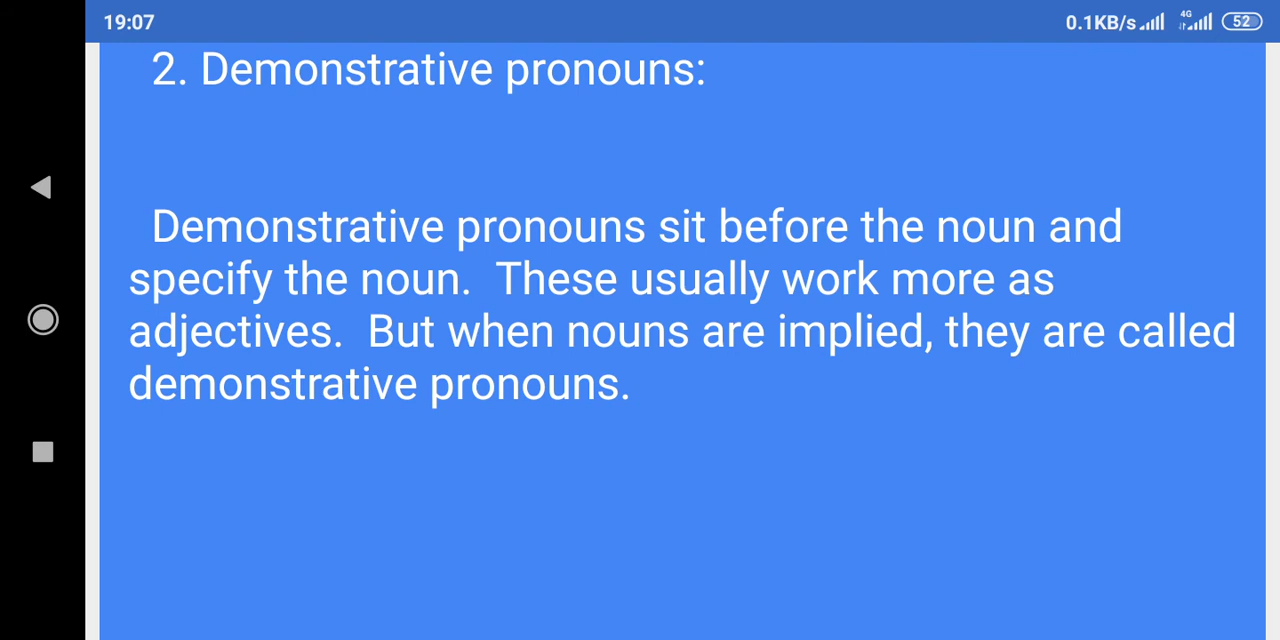 19:07 0.1KB/s 4G 52
2. Demonstrative pronouns:
Demonstrative pronouns sit before the noun and
specify the noun.  These usually work more as
adjectives.  But when nouns are implied, they are called
demonstrative pronouns.